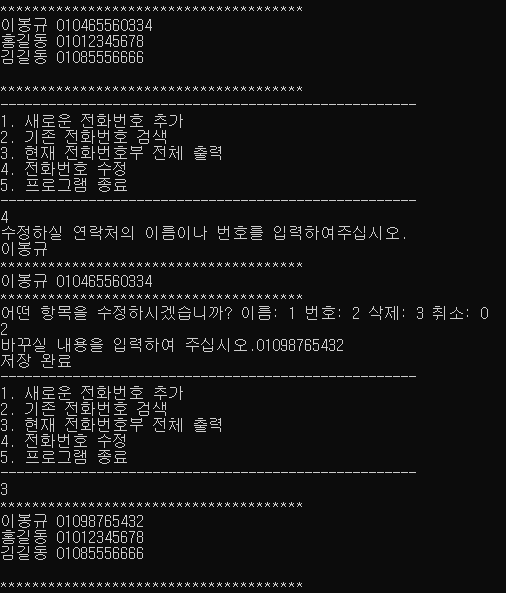 **************************************
이봉규 010465560334
홍길동 01012345678
김길동 01085556666
**************************************
----------------------------------------------------
1. 새로운 전화번호 추가
2. 기존 전화번호 검색
3. 현재 전화번호부 전체 출력
4. 전화번호 수정
5. 프로그램 종료
----------------------------------------------------
4
수정하실 연락처의 이름이나 번호를 입력하여주십시오.
이봉규
**************************************
이봉규 010465560334
**************************************
어떤 항목을 수정하시겠습니까? 이름: 1 번호: 2 삭제: 3 취소: 0
2
바꾸실 내용을 입력하여 주십시오.01098765432
저장 완료
----------------------------------------------------
1. 새로운 전화번호 추가
2. 기존 전화번호 검색
3. 현재 전화번호부 전체 출력
4. 전화번호 수정
5. 프로그램 종료
----------------------------------------------------
3
**************************************
이봉규 01098765432
홍길동 01012345678
김길동 01085556666
**************************************